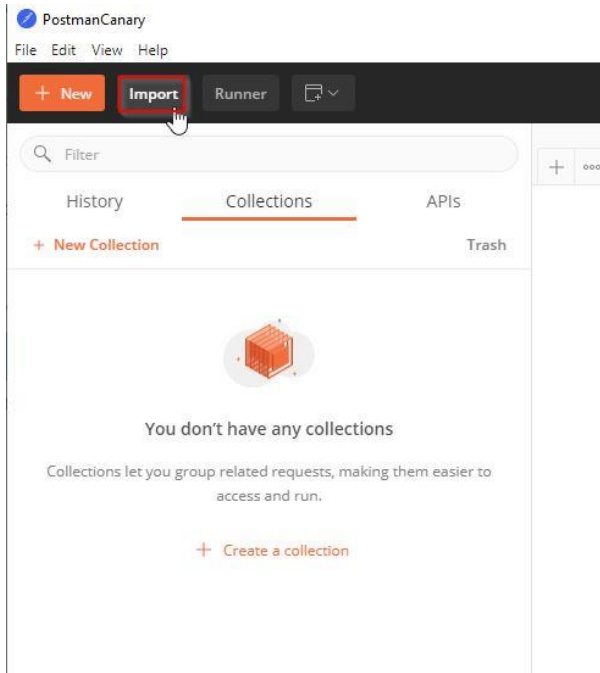 PostmanCanary
File Edit View Help
+ New Import Runner
Filter
History Collections APIs
+ New Collection Trash
You don't have any collections
Collections let you group related requests, making them easier to
access and run.
+ Create a collection